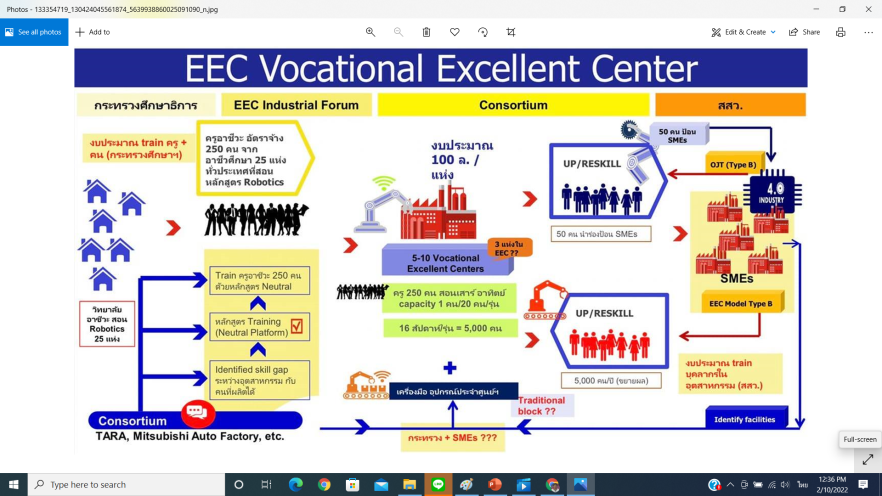 Photos - 133354719_130424045561874_5639938860025091090_n.jpg
See all photos
Add to
Edit & Create
Share
EEC Vocational Excellent Center
กระทรวงศึกษาธิการ
EEC Industrial Forum
Consortium
สสว.
งบประมาณ train ครู +
คน (กระทรวงศึกษาฯ)
ครูอาชีวะ อัตราจ้าง
250 คน จาก
อาชีวศึกษา 25 แห่ง
ทั่วประเทศที่สอน
หลักสูตร Robotics
งบประมาณ
100 ล. /
แห่ง
UP/RESKILL
50 คน ป้อน
SMEs
OJT (Type B)
4.0
INDUSTRY
50 คน นำร่องป้อน SMEs
3 แห่งใน
EEC ??
5-10 Vocational
Excellent Centers
SMEs
EEC Model Type B
Train ครูอาชีวะ 250 คน
ด้วยหลักสูตร Neutral
ครู 250 คน สอนเสาร์ อาทิตย์
capacity 1 คน/20 คน/รุ่น
16 สัปดาห์/รุ่น = 5,000 คน
วิทยาลัย
อาชีวะ สอน
Robotics
25 แห่ง
หลักสูตร Training
(Neutral Platform)
UP/RESKILL
Identified skill gap
ระหว่างอุตสาหกรรม กับ
คนที่ผลิตได้
5,000 คน/ปี (ขยายผล)
งบประมาณ train
บุคลากรใน
อุตสาหกรรม (สสว.)
เครื่องมือ อุปกรณ์ประจำศูนย์ฯ
Traditional
block ??
Consortium
TARA, Mitsubishi Auto Factory, etc.
กระทรวง + SMEs ???
Identify facilities
Full-screen
Type here to search
ไทย
12:36 PM
2/10/2022